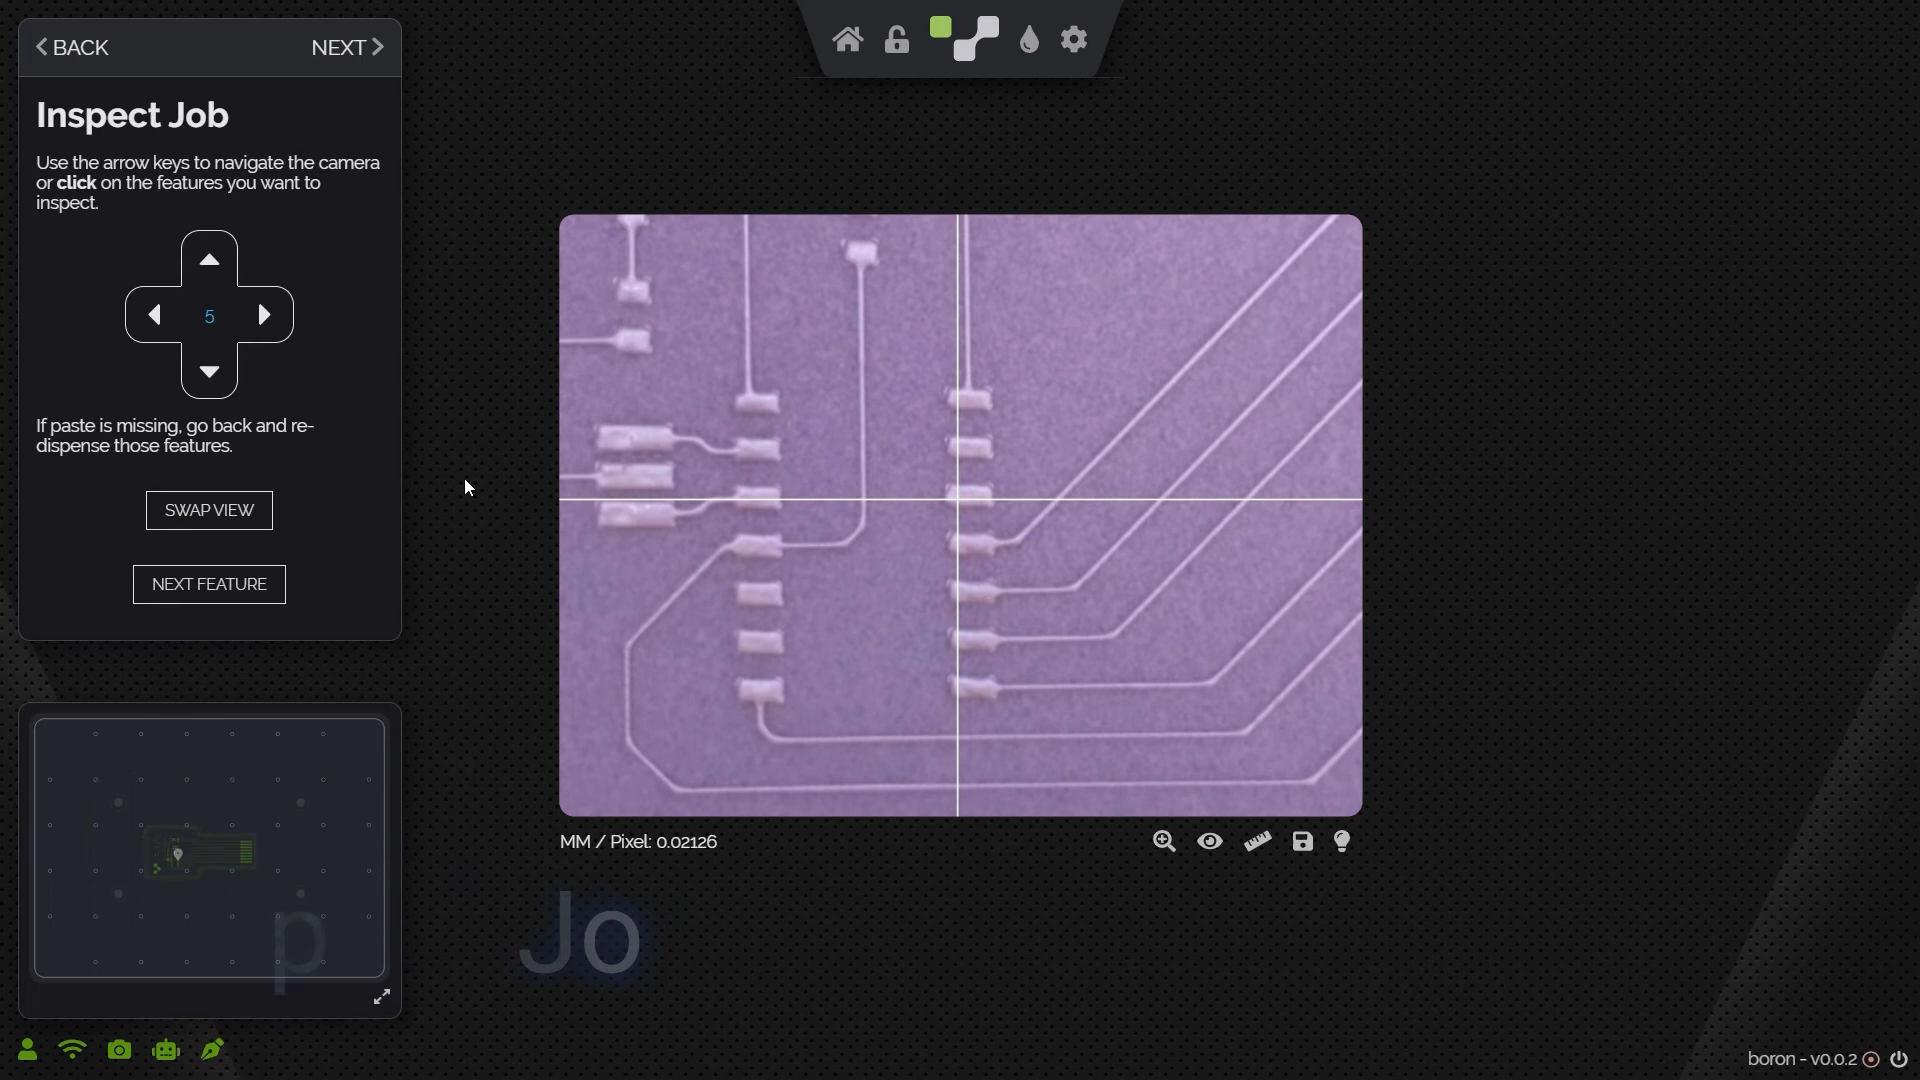 BACK
NEXT
Inspect Job
Use the arrow keys to navigate the camera
or click on the features you want to
inspect.
5
If paste is missing, go back and re-
dispense those features.
SWAP VIEW
NEXT FEATURE
MM / Pixel: 0.02126
p
Jo
boron - v0.0.2